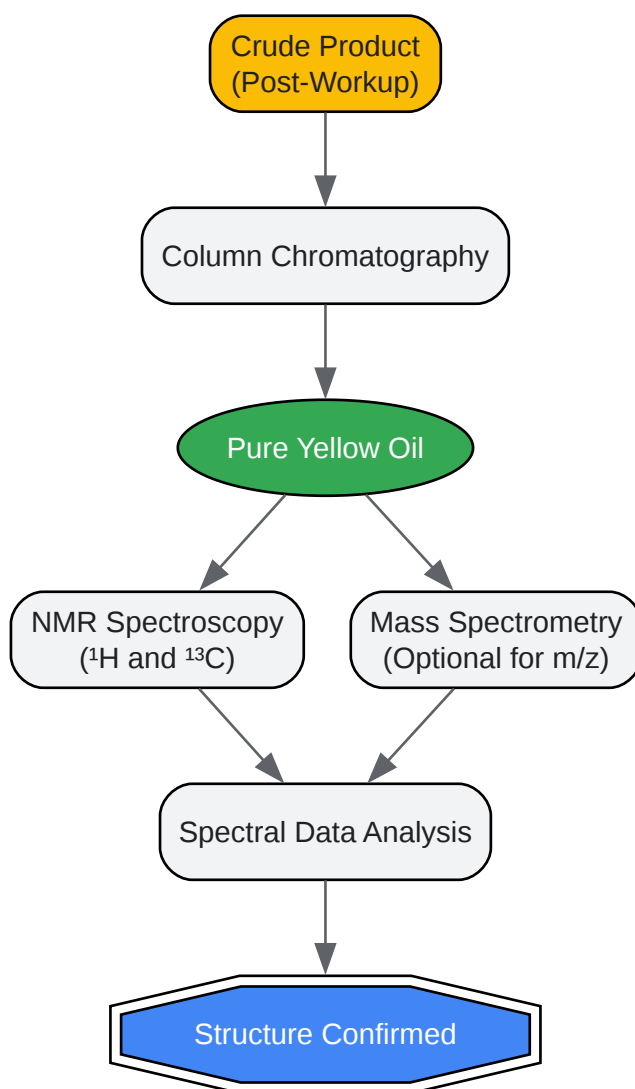 Crude Product
(Post-Workup)
Column Chromatography
Pure Yellow Oil
NMR Spectroscopy
(¹H and ¹³C)
Mass Spectrometry
(Optional for m/z)
Spectral Data Analysis
Structure Confirmed